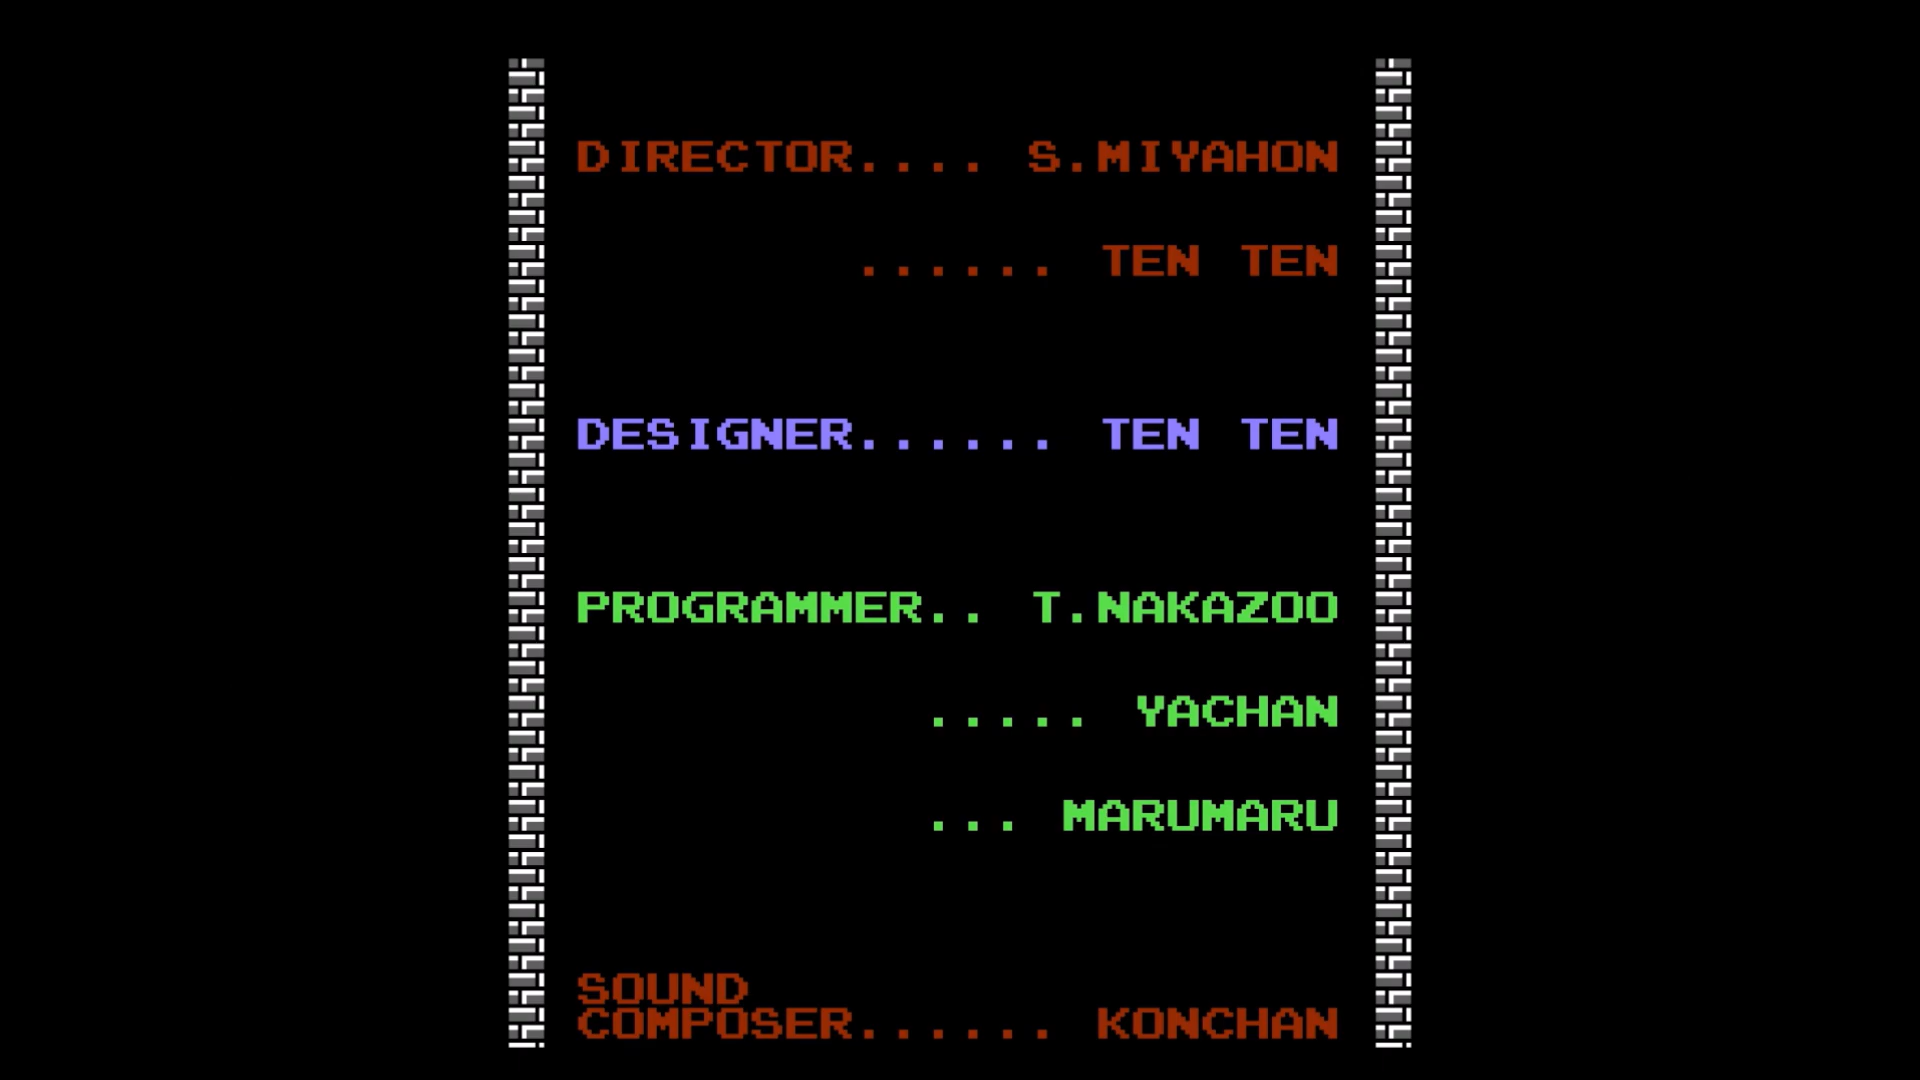 DIRECTOR.... S.MIYAHON
...... TEN TEN
DESIGNER...... TEN TEN
PROGRAMMER.. T.NAKAZOO
..... YACHAN
... MARUMARU
SOUND
COMPOSER...... KONCHAN